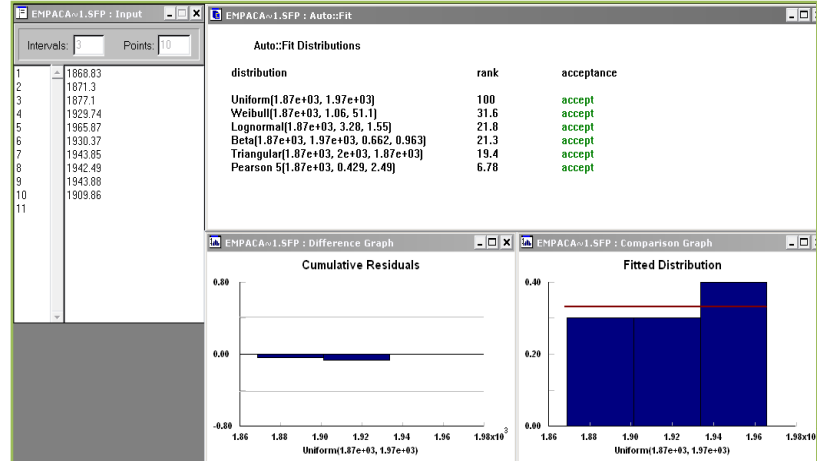 EMPACA~1.SFP : Input
Intervals: 3 Points: 10
1 1868.83
2 1871.3
3 1877.1
4 1929.74
5 1965.87
6 1930.37
7 1943.85
8 1942.49
9 1943.88
10 1909.86
11
EMPACA~1.SFP : Auto::Fit
Auto::Fit Distributions
distribution rank acceptance
Uniform(1.87e+03, 1.97e+03) 100 accept
Weibull(1.87e+03, 1.06, 51.1) 31.6 accept
Lognormal(1.87e+03, 3.28, 1.55) 21.8 accept
Beta(1.87e+03, 1.97e+03, 0.662, 0.963) 21.3 accept
Triangular(1.87e+03, 2e+03, 1.87e+03) 19.4 accept
Pearson 5(1.87e+03, 0.429, 2.49) 6.78 accept
EMPACA~1.SFP : Difference Graph
Cumulative Residuals
0.80
0.00
-0.80
1.86 1.88 1.90 1.92 1.94 1.96 1.98x10 3
Uniform(1.87e+03, 1.97e+03)
EMPACA~1.SFP : Comparison Graph
Fitted Distribution
0.40
0.20
0.00
1.86 1.88 1.90 1.92 1.94 1.96 1.98x10
Uniform(1.87e+03, 1.97e+03)